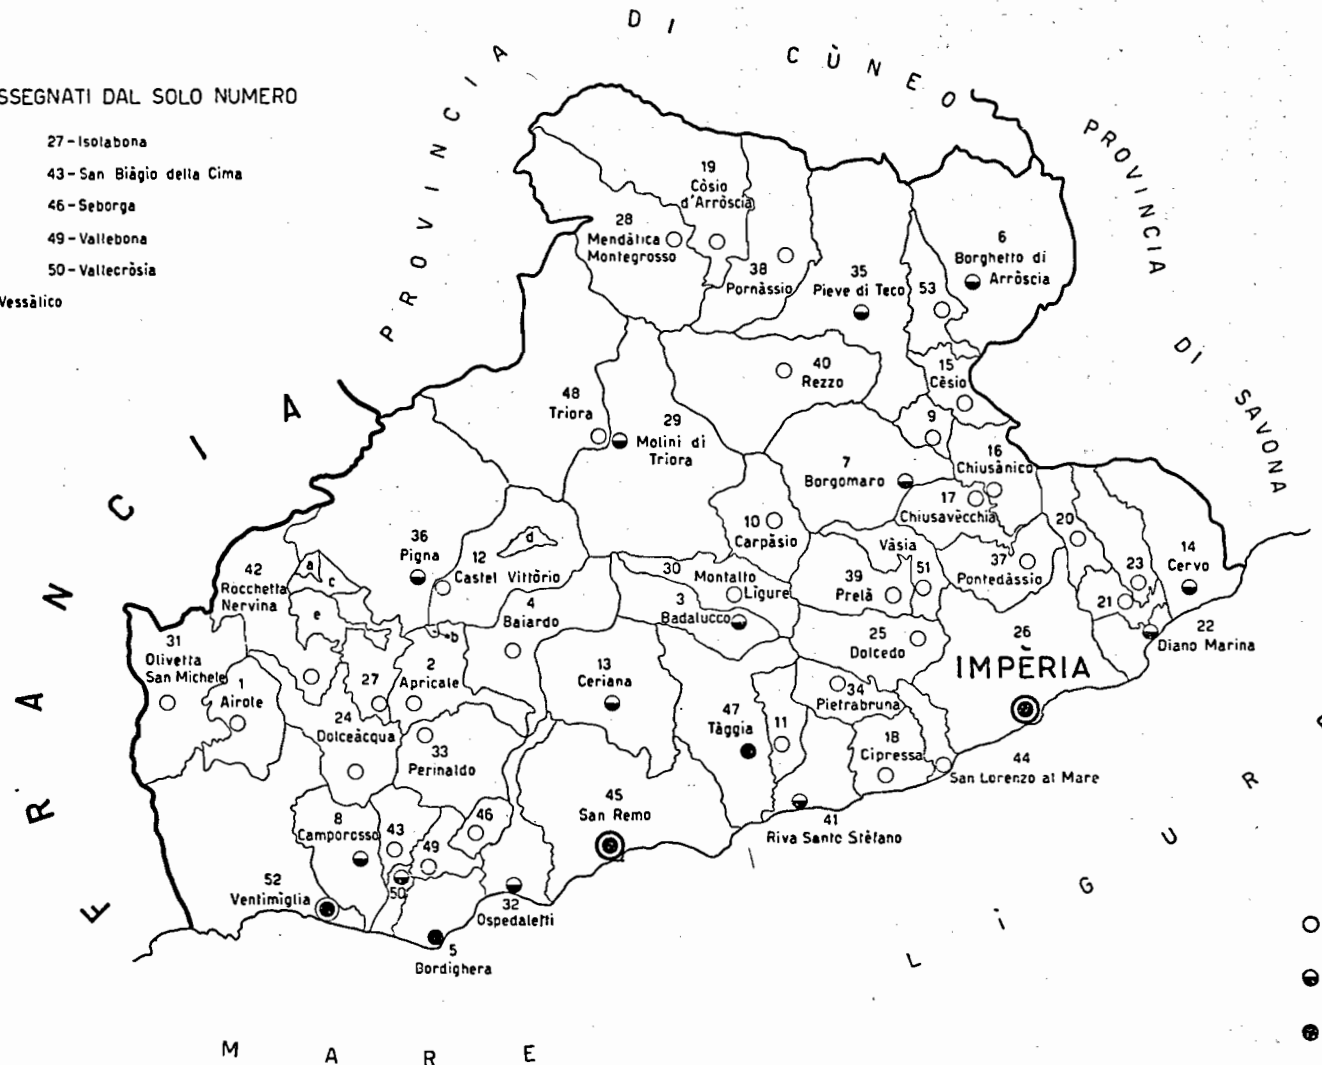 PROVINCIA DI CÙNEO
PROVINCIA DI SAVONA
SSEGNATI DAL SOLO NUMERO
27 - Isolabona
43 - San Biàgio della Cima
46 - Seborga
49 - Vallebona
50 - Vallecròsia
Vessàlico
FRANCIA
19
Còsio
d'Arròscia
28
Mendàtica
Montegrosso
38
Pornàssio
35
Pieve di Teco
53
6
Borghetto di
Arròscia
15
Cèsio
40
Rezzo
48
Triora
29
Molini di
Triora
9
7
Borgomaro
16
Chiusànico
17
Chiusavècchia
10
Carpàsio
20
36
Pigna
12
Castel Vittòrio
d
a
c
e
b
42
Rocchetta
Nervina
30
Montalto
Ligure
3
Badalucco
Vàsia
51
39
Prelà
37
Pontedàssio
23
14
Cervo
21
22
Diano Marina
4
Baiardo
31
Olivetta
San Michele
1
Airole
27
2
Apricale
25
Dolcedo
26
IMPÈRIA
13
Ceriana
24
Dolceàcqua
33
Perinaldo
47
Tàggia
11
34
Pietrabruna
18
Cipressa
44
San Lorenzo al Mare
45
San Remo
41
Riva Santo Stèfano
8
Camporosso
43
46
49
50
52
Ventimìglia
32
Ospedaletti
5
Bordighera
MARE
LiGUR